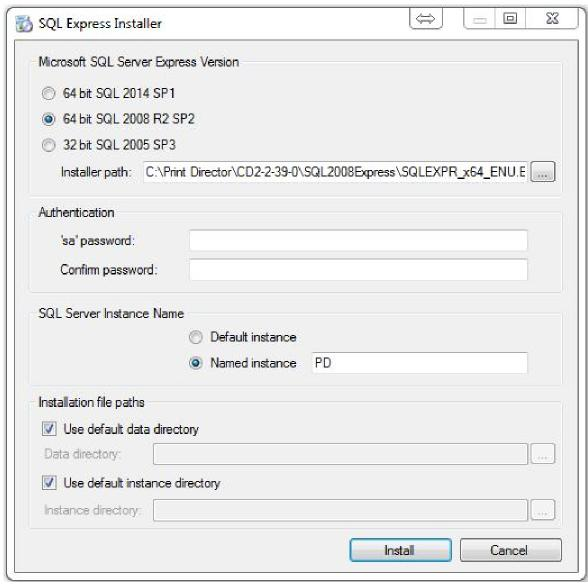 SQL Express Installer
Microsoft SQL Server Express Version
64 bit SQL 2014 SP1
64 bit SQL 2008 R2 SP2
32 bit SQL 2005 SP3
Installer path: C:\Print Director\CD2-2-39-0\SQL2008Express\SQLEXPR_x64_ENU.E ...
Authentication
'sa' password:
Confirm password:
SQL Server Instance Name
Default instance
Named instance PD
Installation file paths
Use default data directory
Data directory: ...
Use default instance directory
Instance directory: ...
Install Cancel